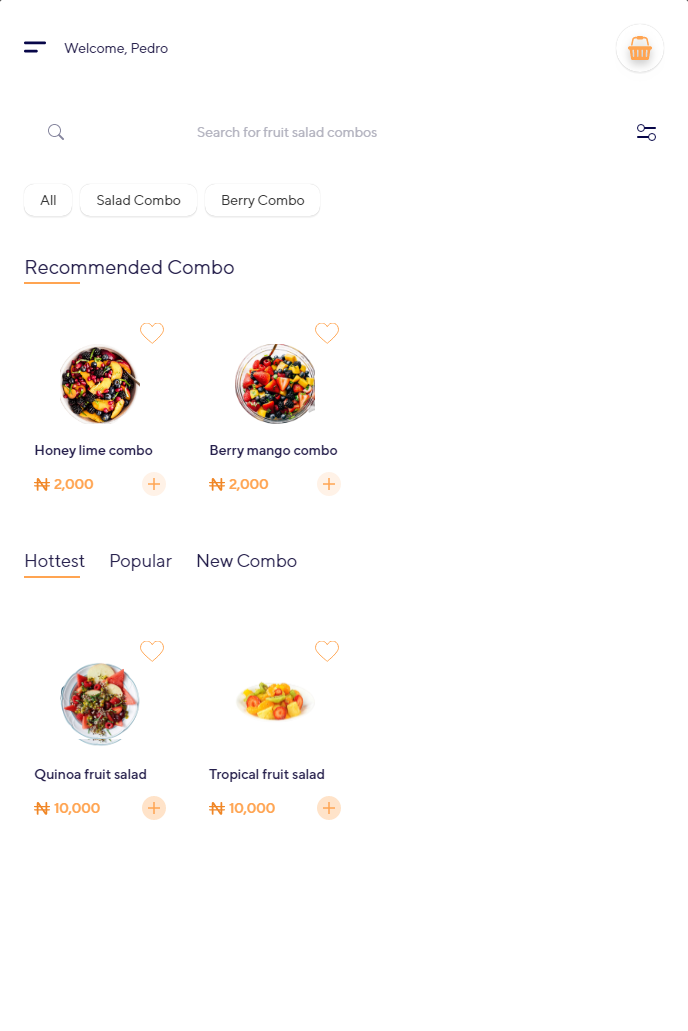 Welcome, Pedro
Search for fruit salad combos
All Salad Combo Berry Combo
Recommended Combo
Honey lime combo Berry mango combo
₦ 2,000 ₦ 2,000
Hottest Popular New Combo
Quinoa fruit salad Tropical fruit salad
₦ 10,000 ₦ 10,000